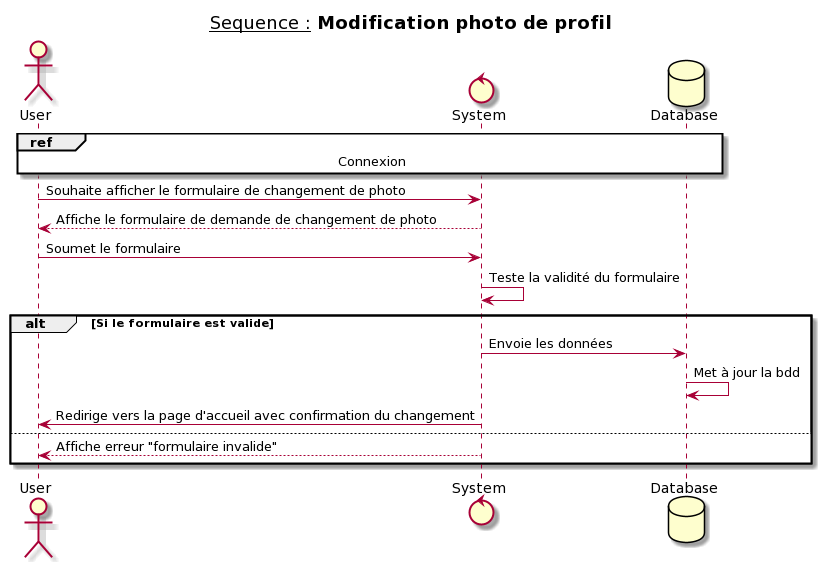 Sequence : Modification photo de profil
User
System
Database
ref
Connexion
Souhaite afficher le formulaire de changement de photo
Affiche le formulaire de demande de changement de photo
Soumet le formulaire
Teste la validité du formulaire
alt [Si le formulaire est valide]
Envoie les données
Met à jour la bdd
Redirige vers la page d'accueil avec confirmation du changement
Affiche erreur "formulaire invalide"
User
System
Database